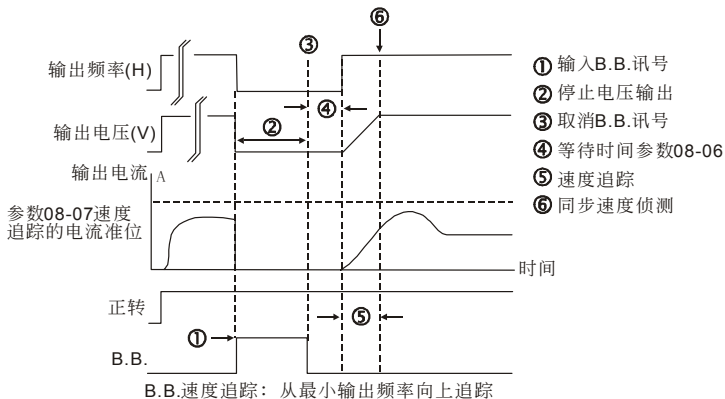 ⑥
③
输出频率(H)
④
②
输出电压(V)
输出电流 A
参数08-07速度
追踪的电流准位
时间
正转
⑤
①
B.B.
B.B.速度追踪：从最小输出频率向上追踪
① 输入B.B.讯号
② 停止电压输出
③ 取消B.B.讯号
④ 等待时间参数08-06
⑤ 速度追踪
⑥ 同步速度侦测